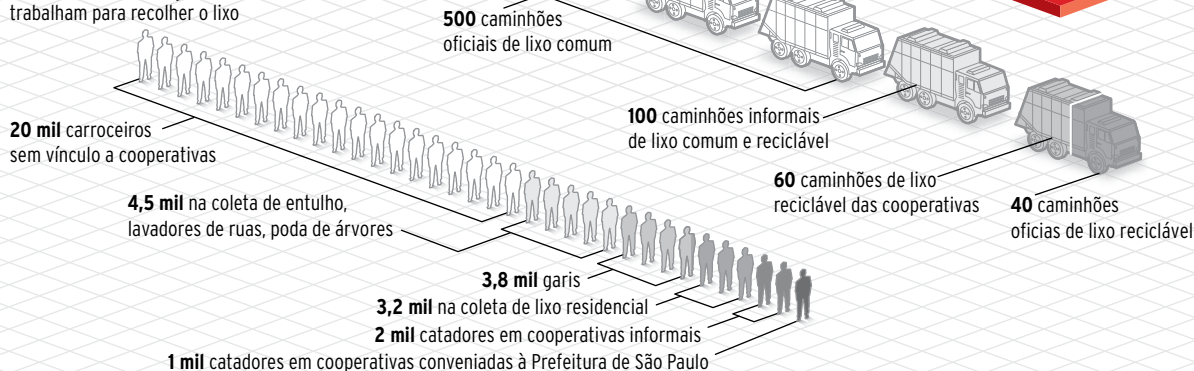 trabalham para recolher o lixo
500 caminhões
oficiais de lixo comum
100 caminhões informais
de lixo comum e reciclável
60 caminhões de lixo
reciclável das cooperativas
40 caminhões
oficias de lixo reciclável
20 mil carroceiros
sem vínculo a cooperativas
4,5 mil na coleta de entulho,
lavadores de ruas, poda de árvores
3,8 mil garis
3,2 mil na coleta de lixo residencial
2 mil catadores em cooperativas informais
1 mil catadores em cooperativas conveniadas à Prefeitura de São Paulo